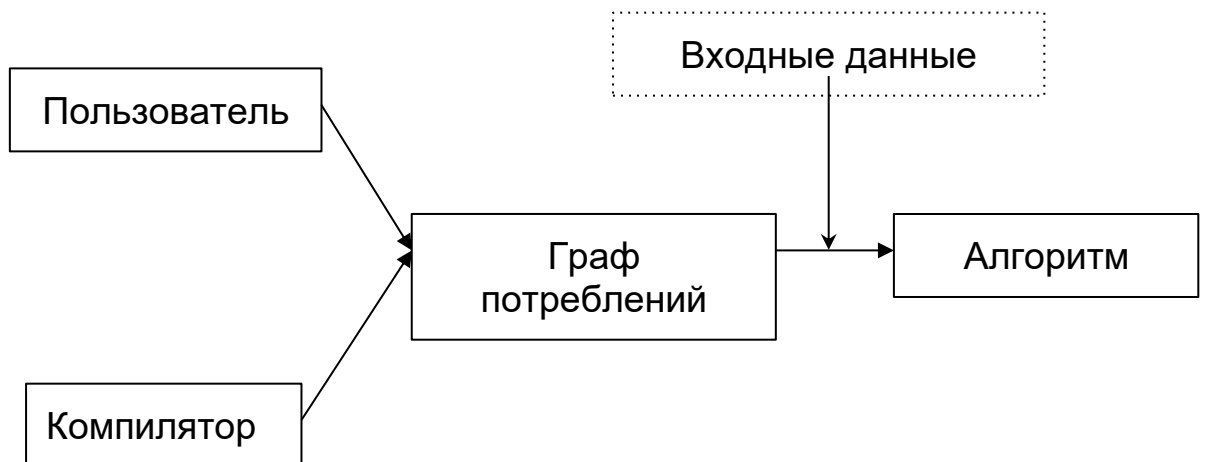 Входные данные
Пользователь
Граф
потреблений
Алгоритм
Компилятор